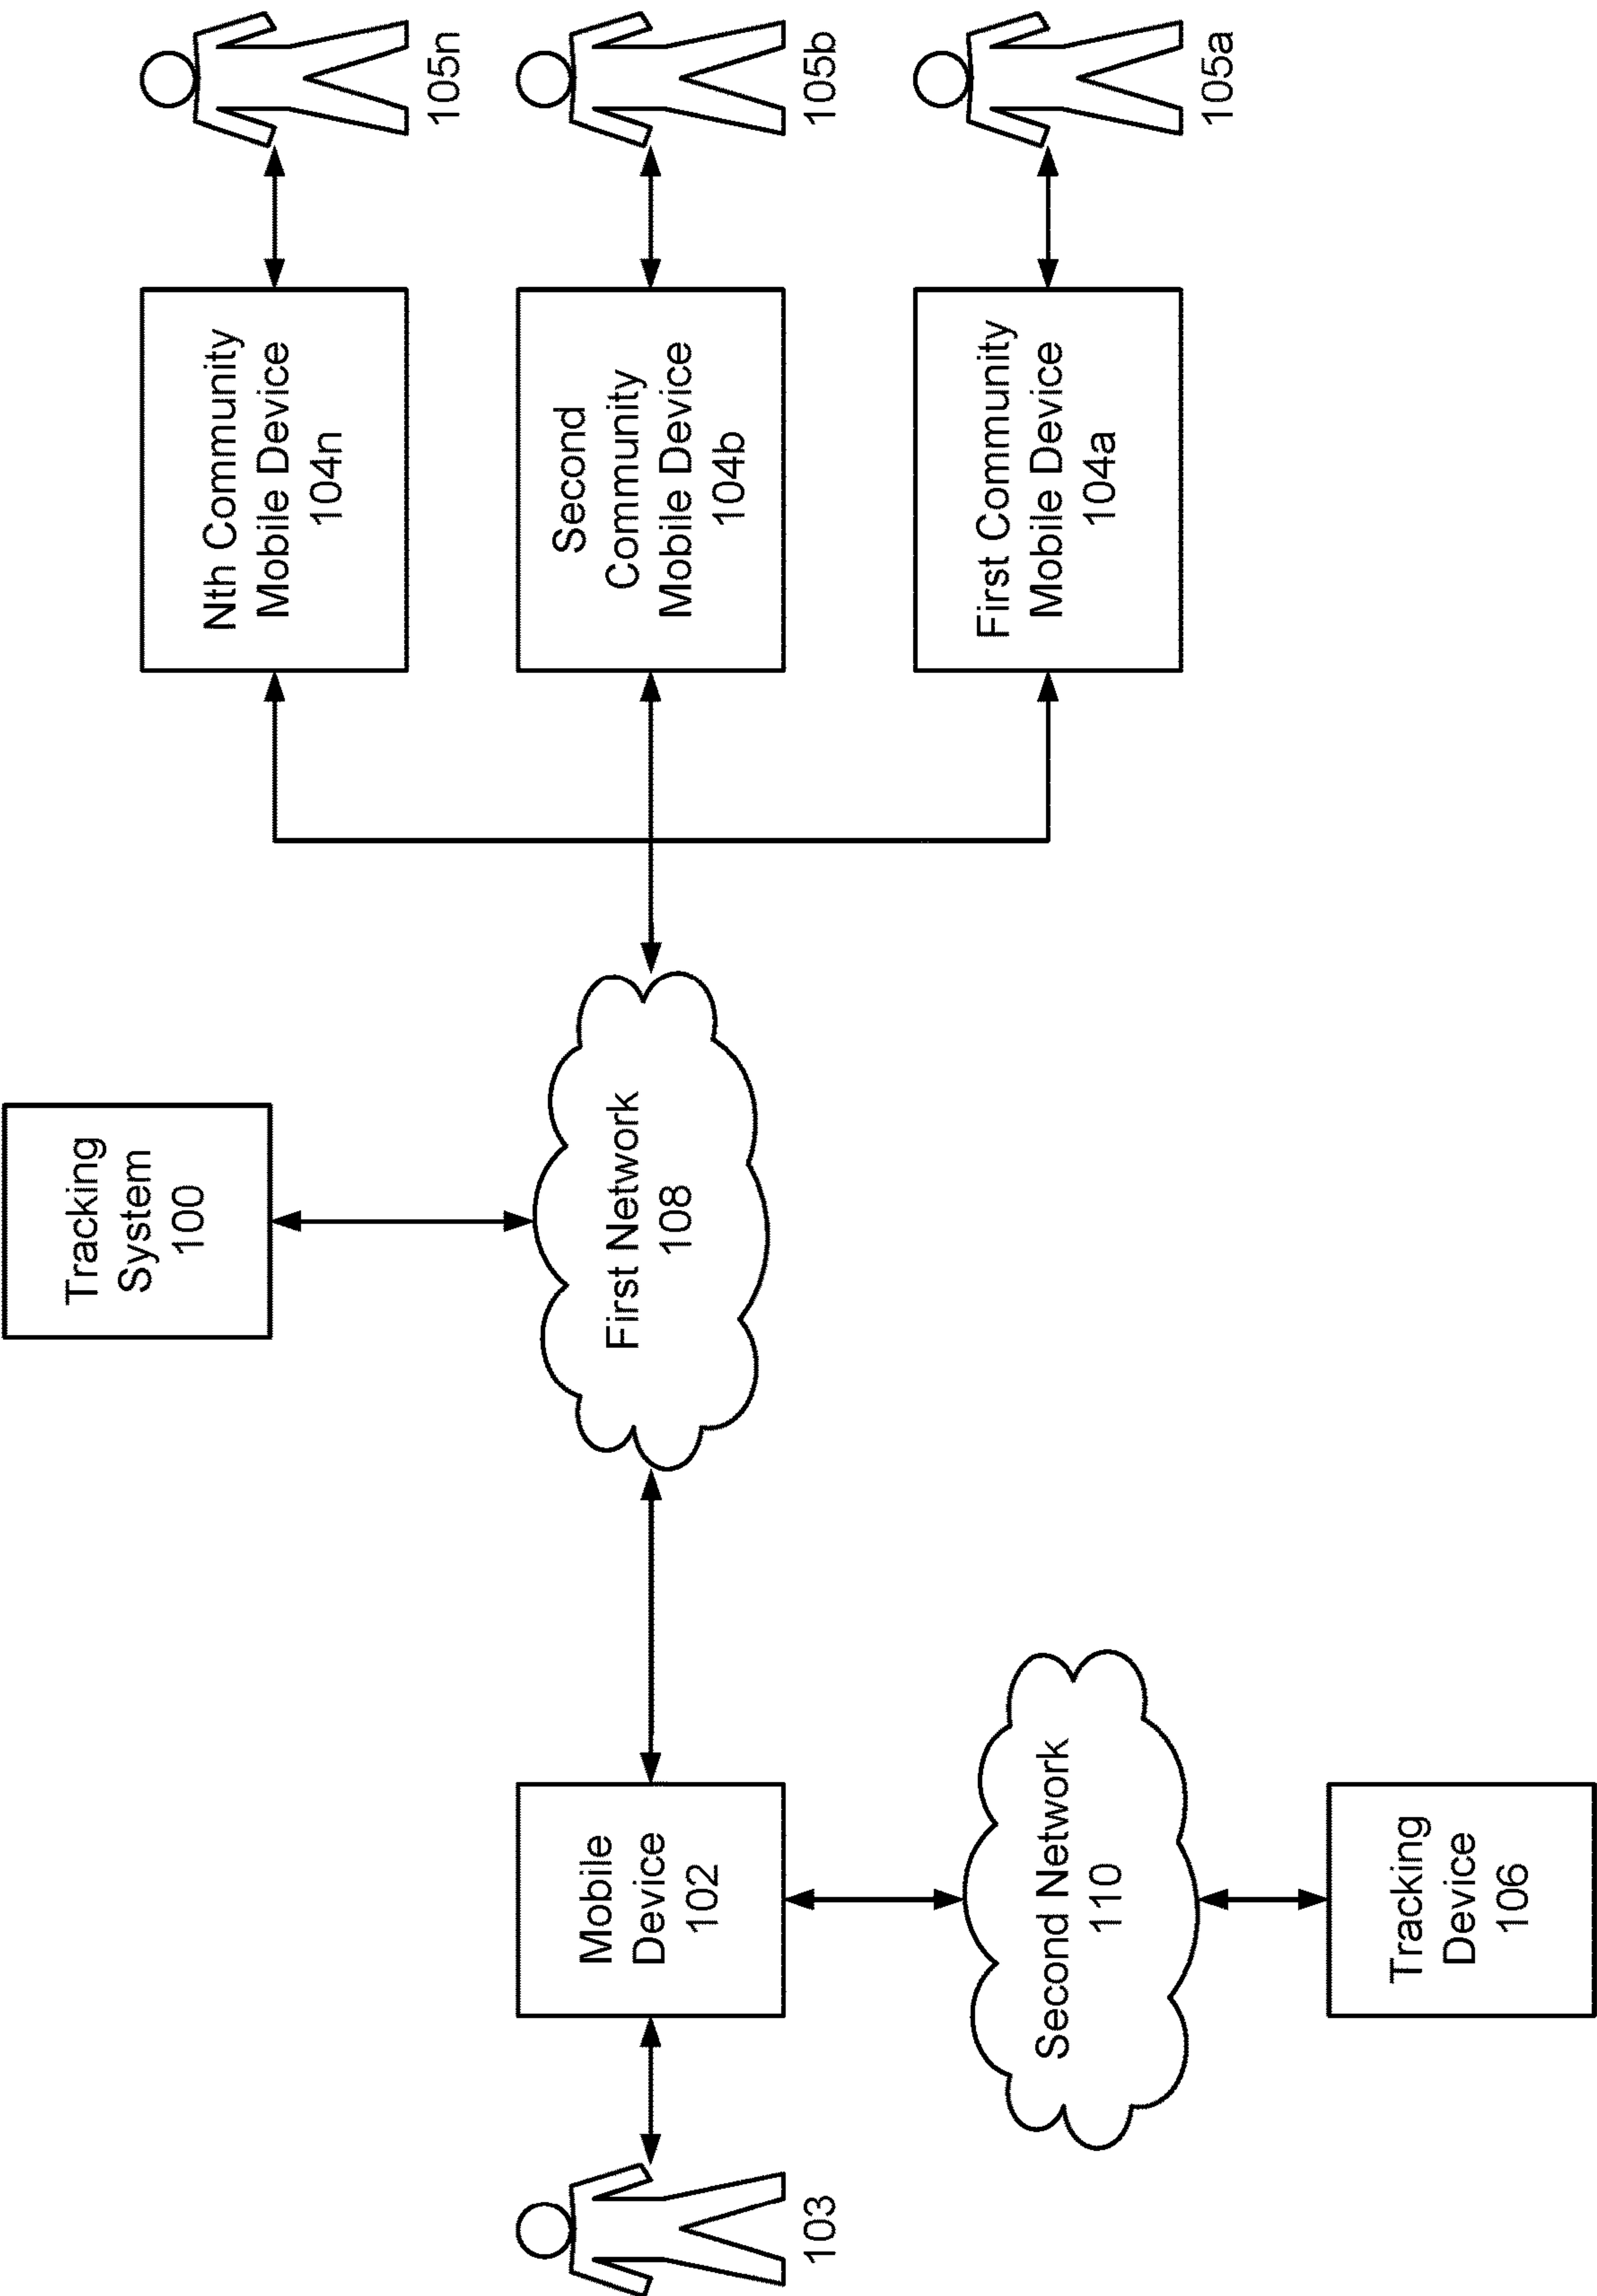 Tracking
System
100
Nth Community
Mobile Device
104n
105n
103
Mobile
Device
102
First Network
108
Second
Community
Mobile Device
104b
105b
Second Network
110
First Community
Mobile Device
104a
105a
Tracking
Device
106